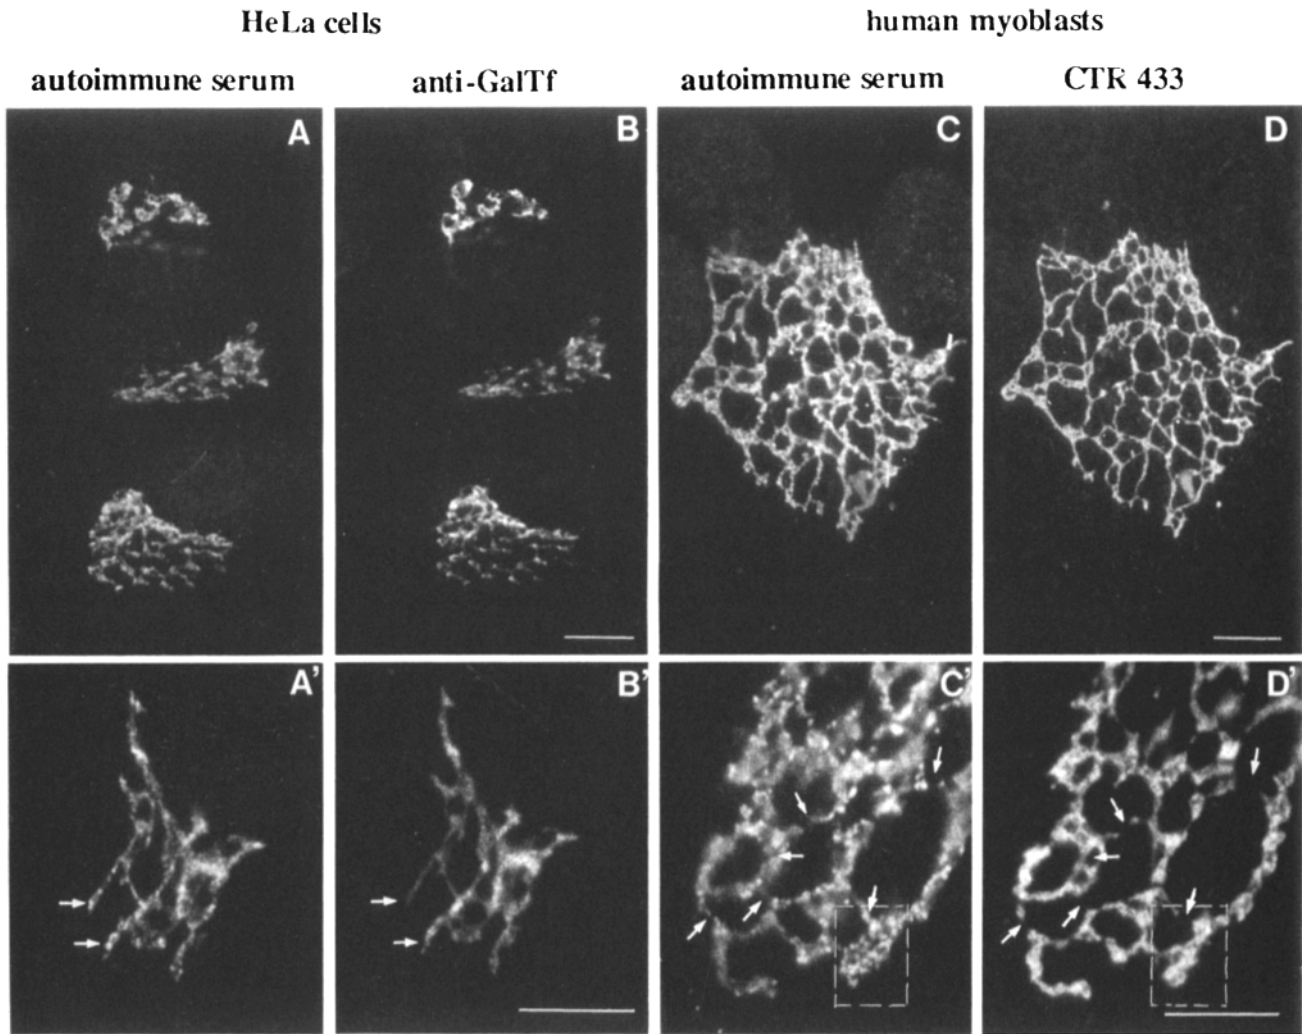 HeLa cells human myoblasts
autoimmune serum anti-GalTf autoimmune serum CTR 433
A B C D
A' B' C' D'